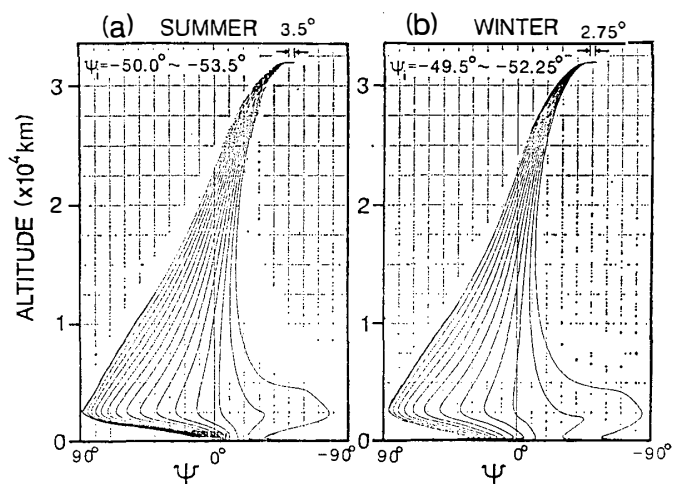 (a) SUMMER 3.5°
Ψi=-50.0°~-53.5°
(b) WINTER 2.75°
Ψi=-49.5°~-52.25°
ALTITUDE (x10⁴km)
3
2
1
0
90° 0° -90°
Ψ
3
2
1
0
90° 0° -90°
Ψ